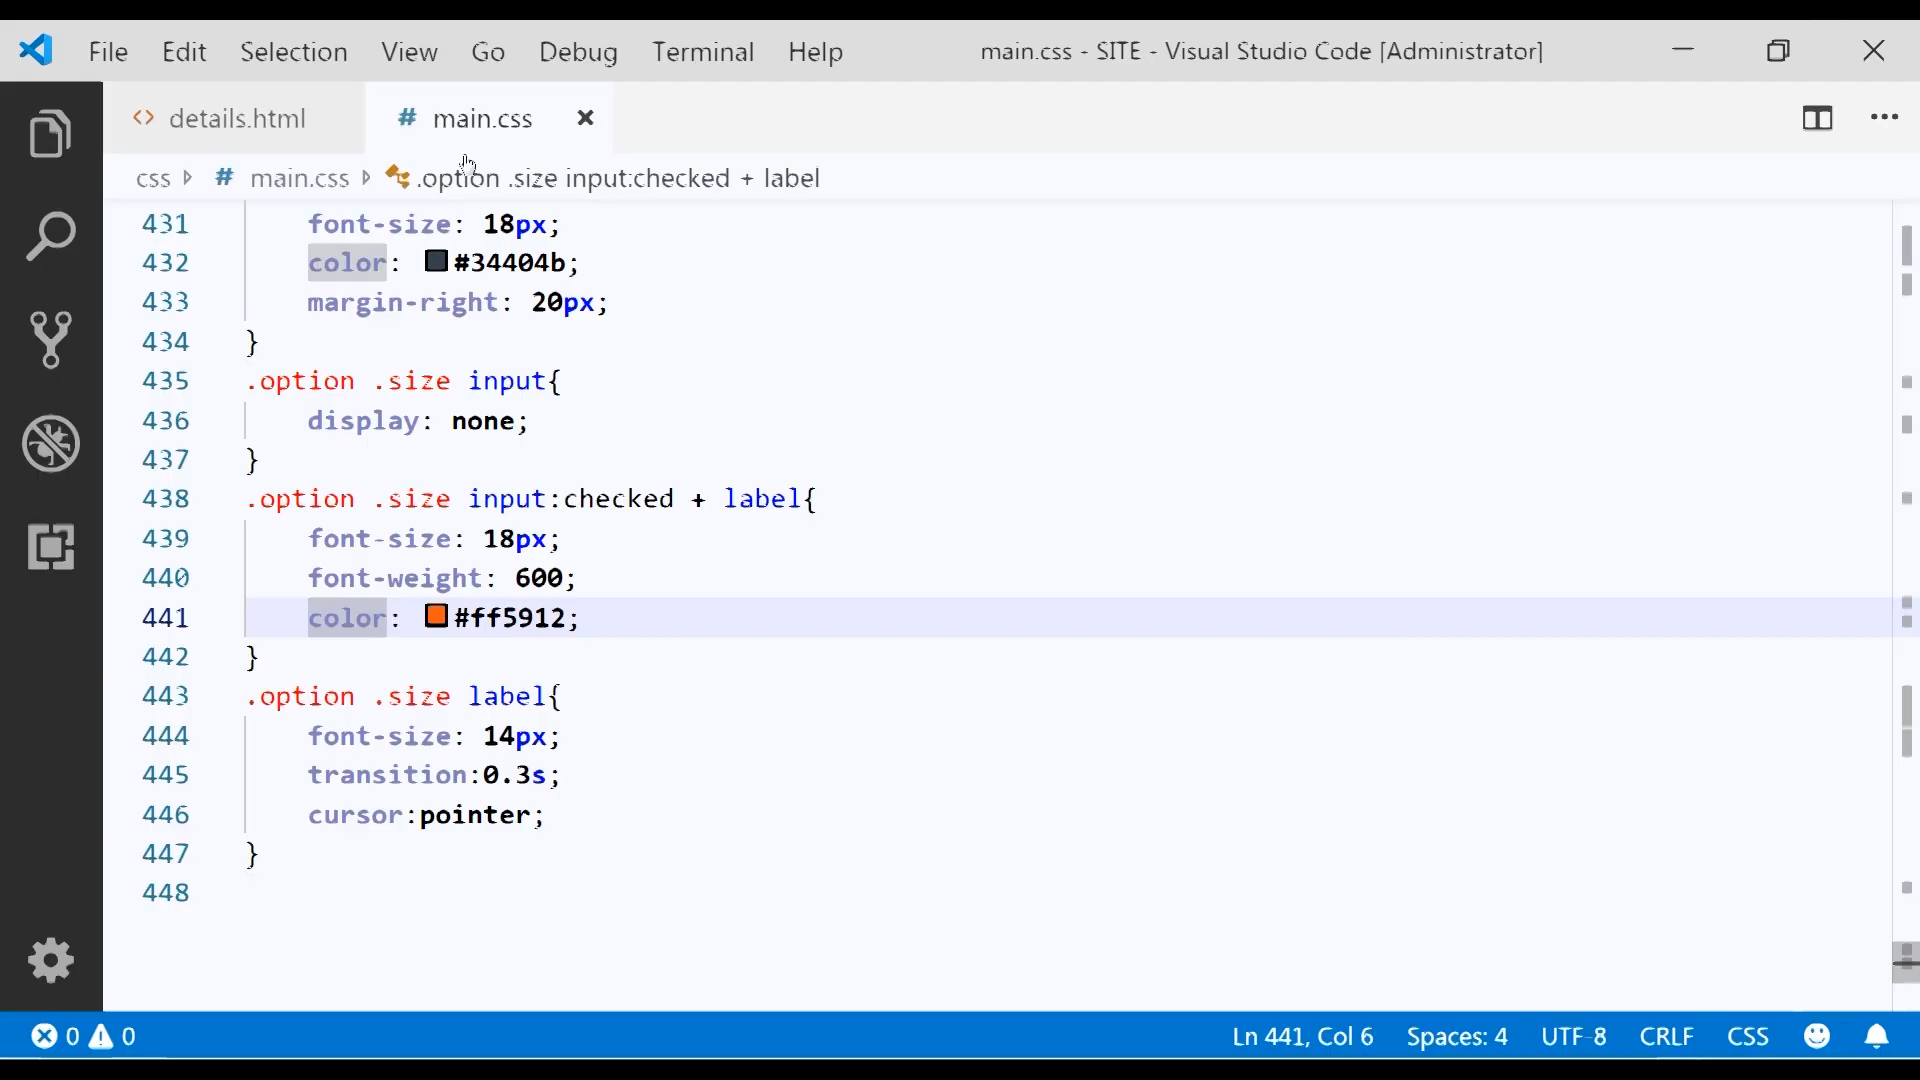 File Edit Selection View Go Debug Terminal Help main.css - SITE - Visual Studio Code [Administrator]
<> details.html # main.css
css # main.css .option .size input:checked + label
431 font-size: 18px;
432 color: #34404b;
433 margin-right: 20px;
434 }
435 .option .size input{
436 display: none;
437 }
438 .option .size input:checked + label{
439 font-size: 18px;
440 font-weight: 600;
441 color: #ff5912;
442 }
443 .option .size label{
444 font-size: 14px;
445 transition:0.3s;
446 cursor:pointer;
447 }
448
0 0 Ln 441, Col 6 Spaces: 4 UTF-8 CRLF CSS